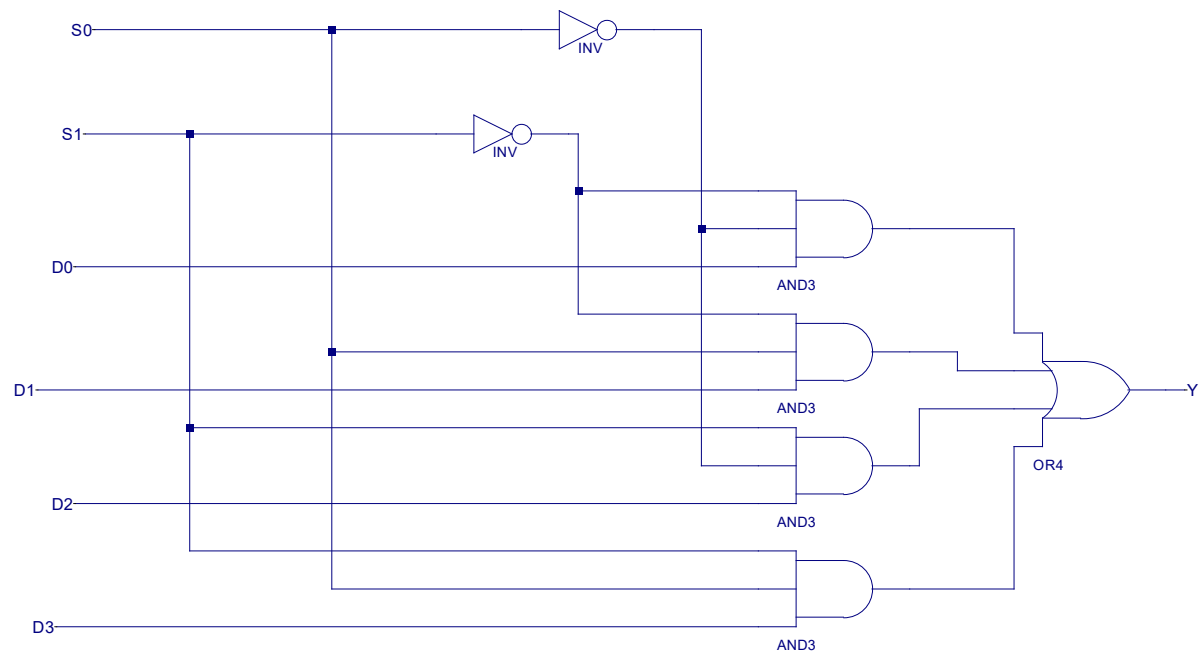 S0
INV
S1
INV
D0
AND3
D1
AND3
Y
OR4
D2
AND3
D3
AND3